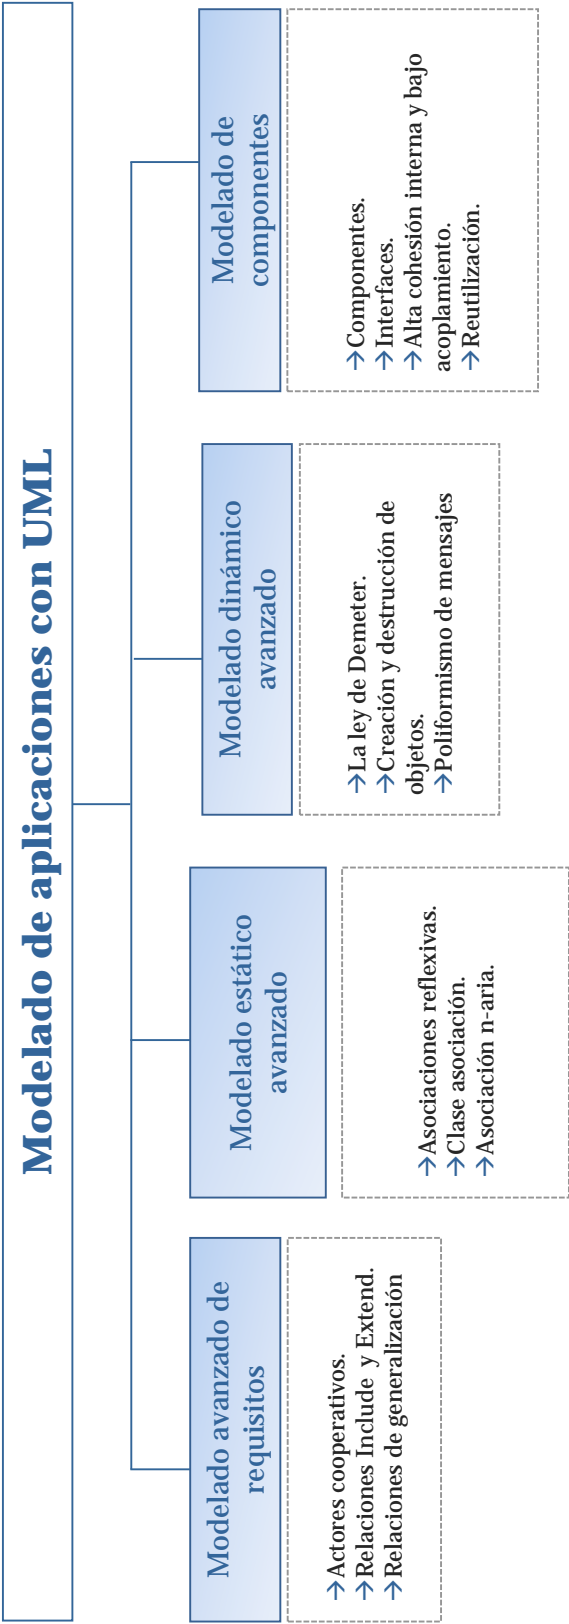 Modelado de aplicaciones con UML
Modelado avanzado de
requisitos
→Actores cooperativos.
→Relaciones Include y Extend.
→Relaciones de generalización
Modelado estático
avanzado
→Asociaciones reflexivas.
→Clase asociación.
→Asociación n-aria.
Modelado dinámico
avanzado
→La ley de Demeter.
→Creación y destrucción de
objetos.
→Poliformismo de mensajes
Modelado de
componentes
→Componentes.
→Interfaces.
→Alta cohesión interna y bajo
acoplamiento.
→Reutilización.